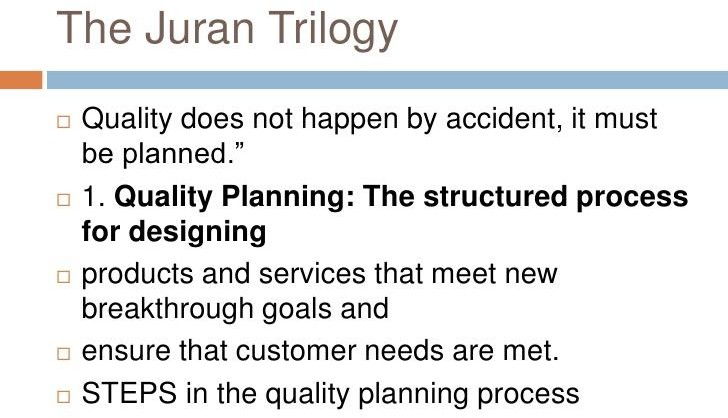 The Juran Trilogy
Quality does not happen by accident, it must
be planned.”
1. Quality Planning: The structured process
for designing
products and services that meet new
breakthrough goals and
ensure that customer needs are met.
STEPS in the quality planning process